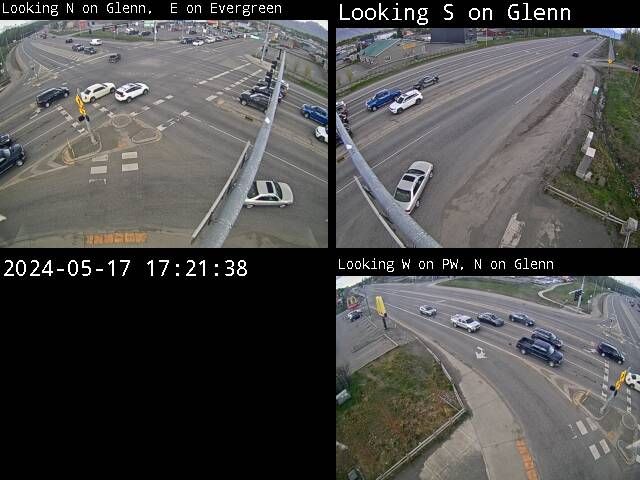 Looking N on Glenn, E on Evergreen
Looking S on Glenn
2024-05-17 17:21:38
Looking W on PW, N on Glenn